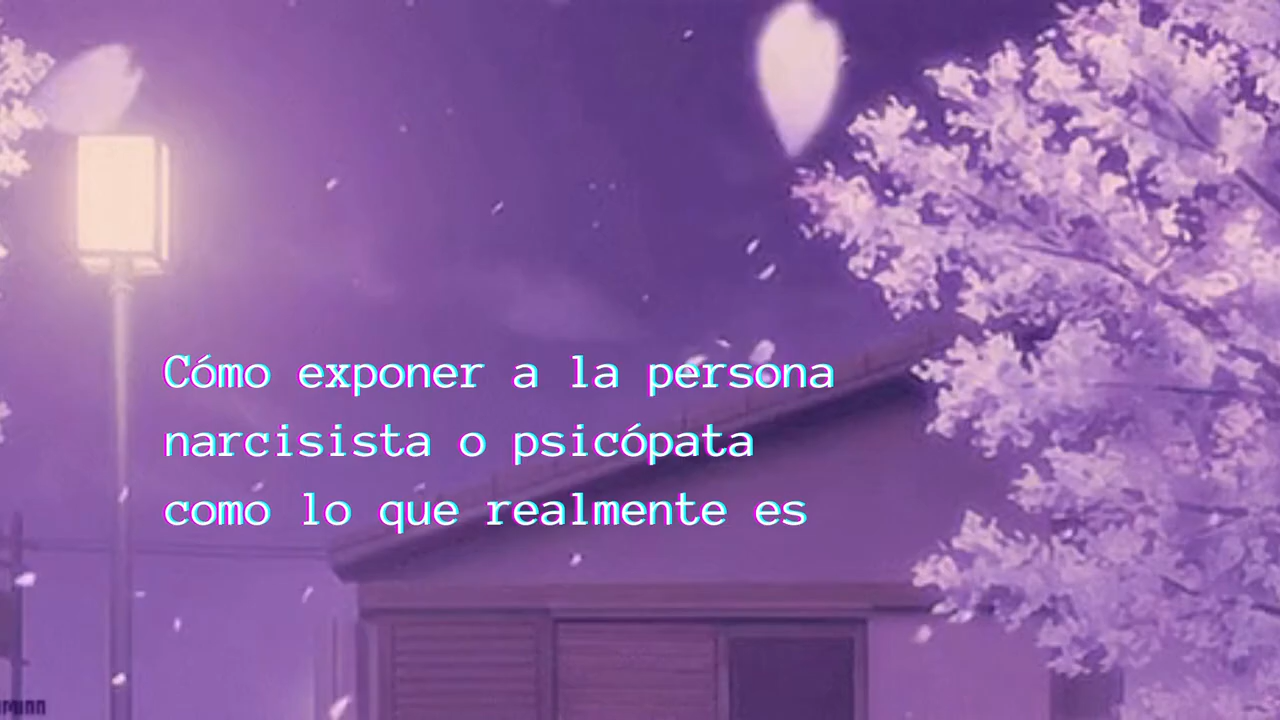 Cómo exponer a la persona
narcisista o psicópata
como lo que realmente es